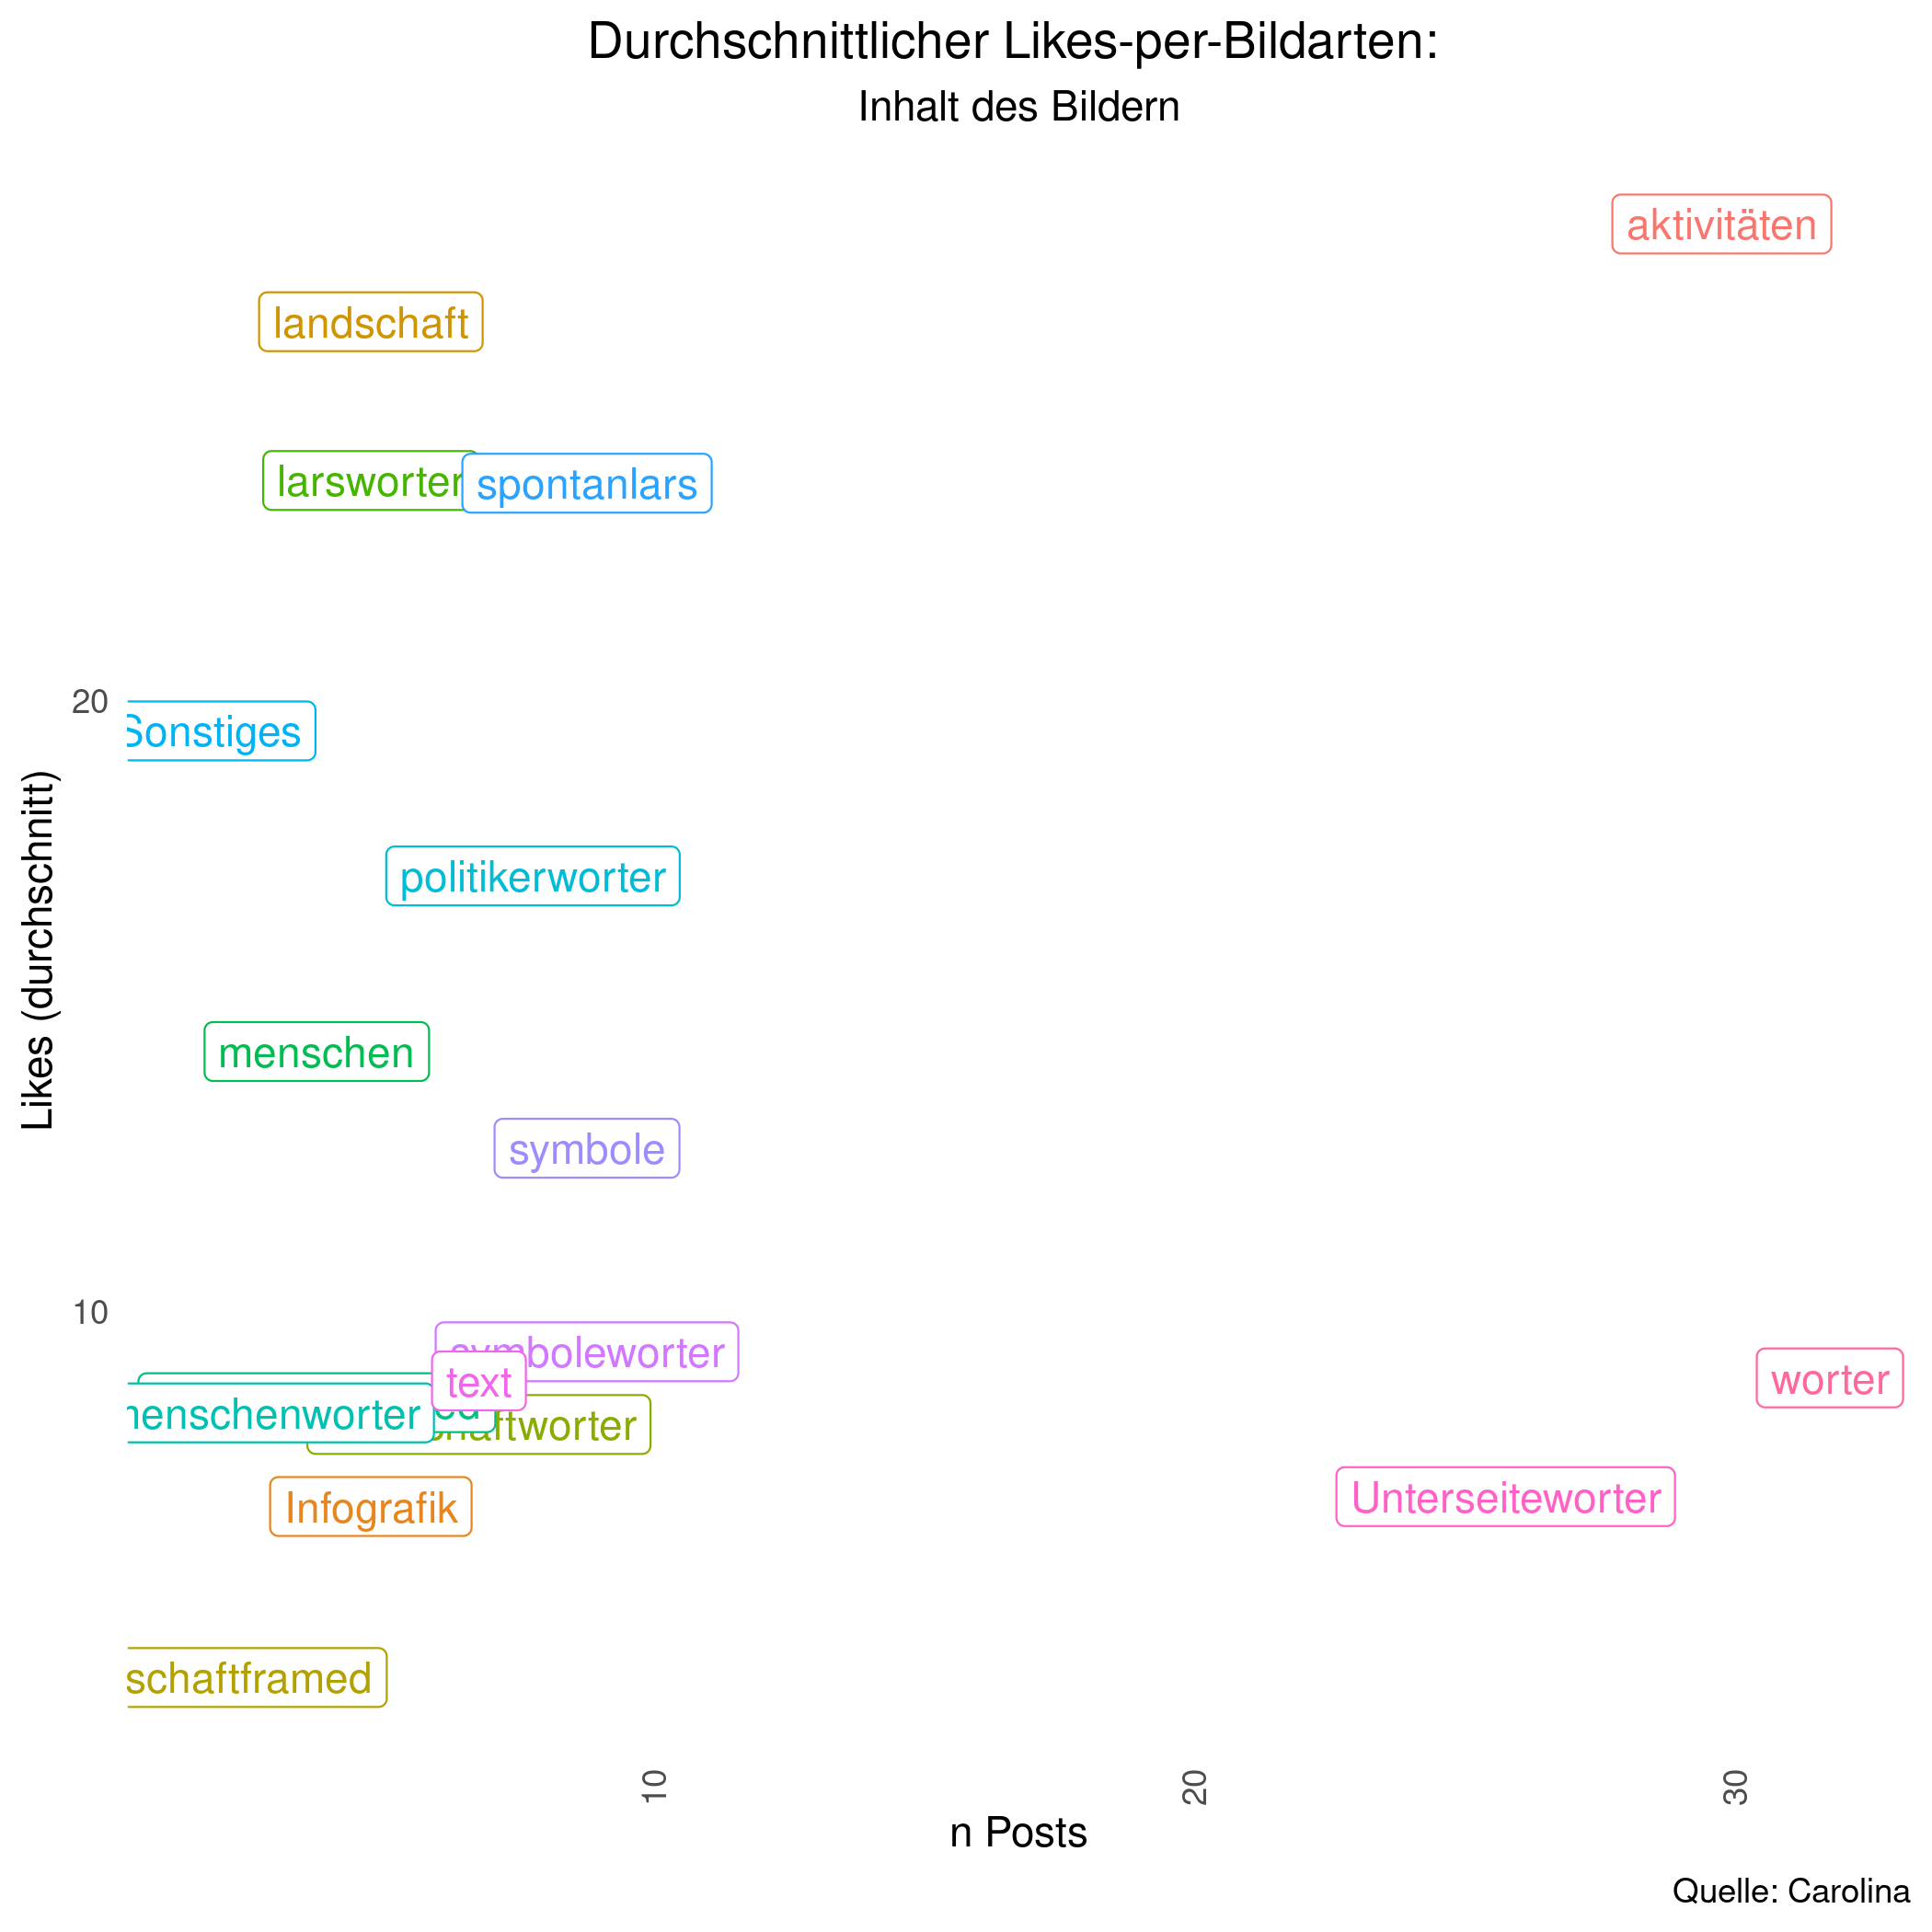 Durchschnittlicher Likes-per-Bildarten:
Inhalt des Bildern
aktivitäten
landschaft
larsworter
spontanlars
20
Sonstiges
politikerworter
Likes (durchschnitt)
menschen
symbole
10
symboleworter
text
worter
menschenworter
Infografik
Unterseiteworter
schaftframed
10
20
30
n Posts
Quelle: Carolina